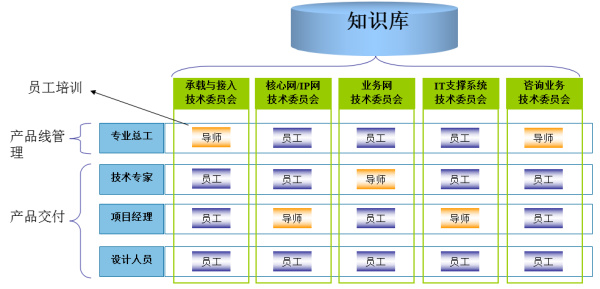 知识库
承载与接入
技术委员会
核心网/IP网
技术委员会
业务网
技术委员会
IT支撑系统
技术委员会
咨询业务
技术委员会
员工培训
产品线管
理
专业总工
导师
员工
员工
员工
导师
产品交付
技术专家
员工
员工
导师
员工
员工
项目经理
员工
导师
员工
导师
员工
设计人员
员工
员工
员工
员工
员工